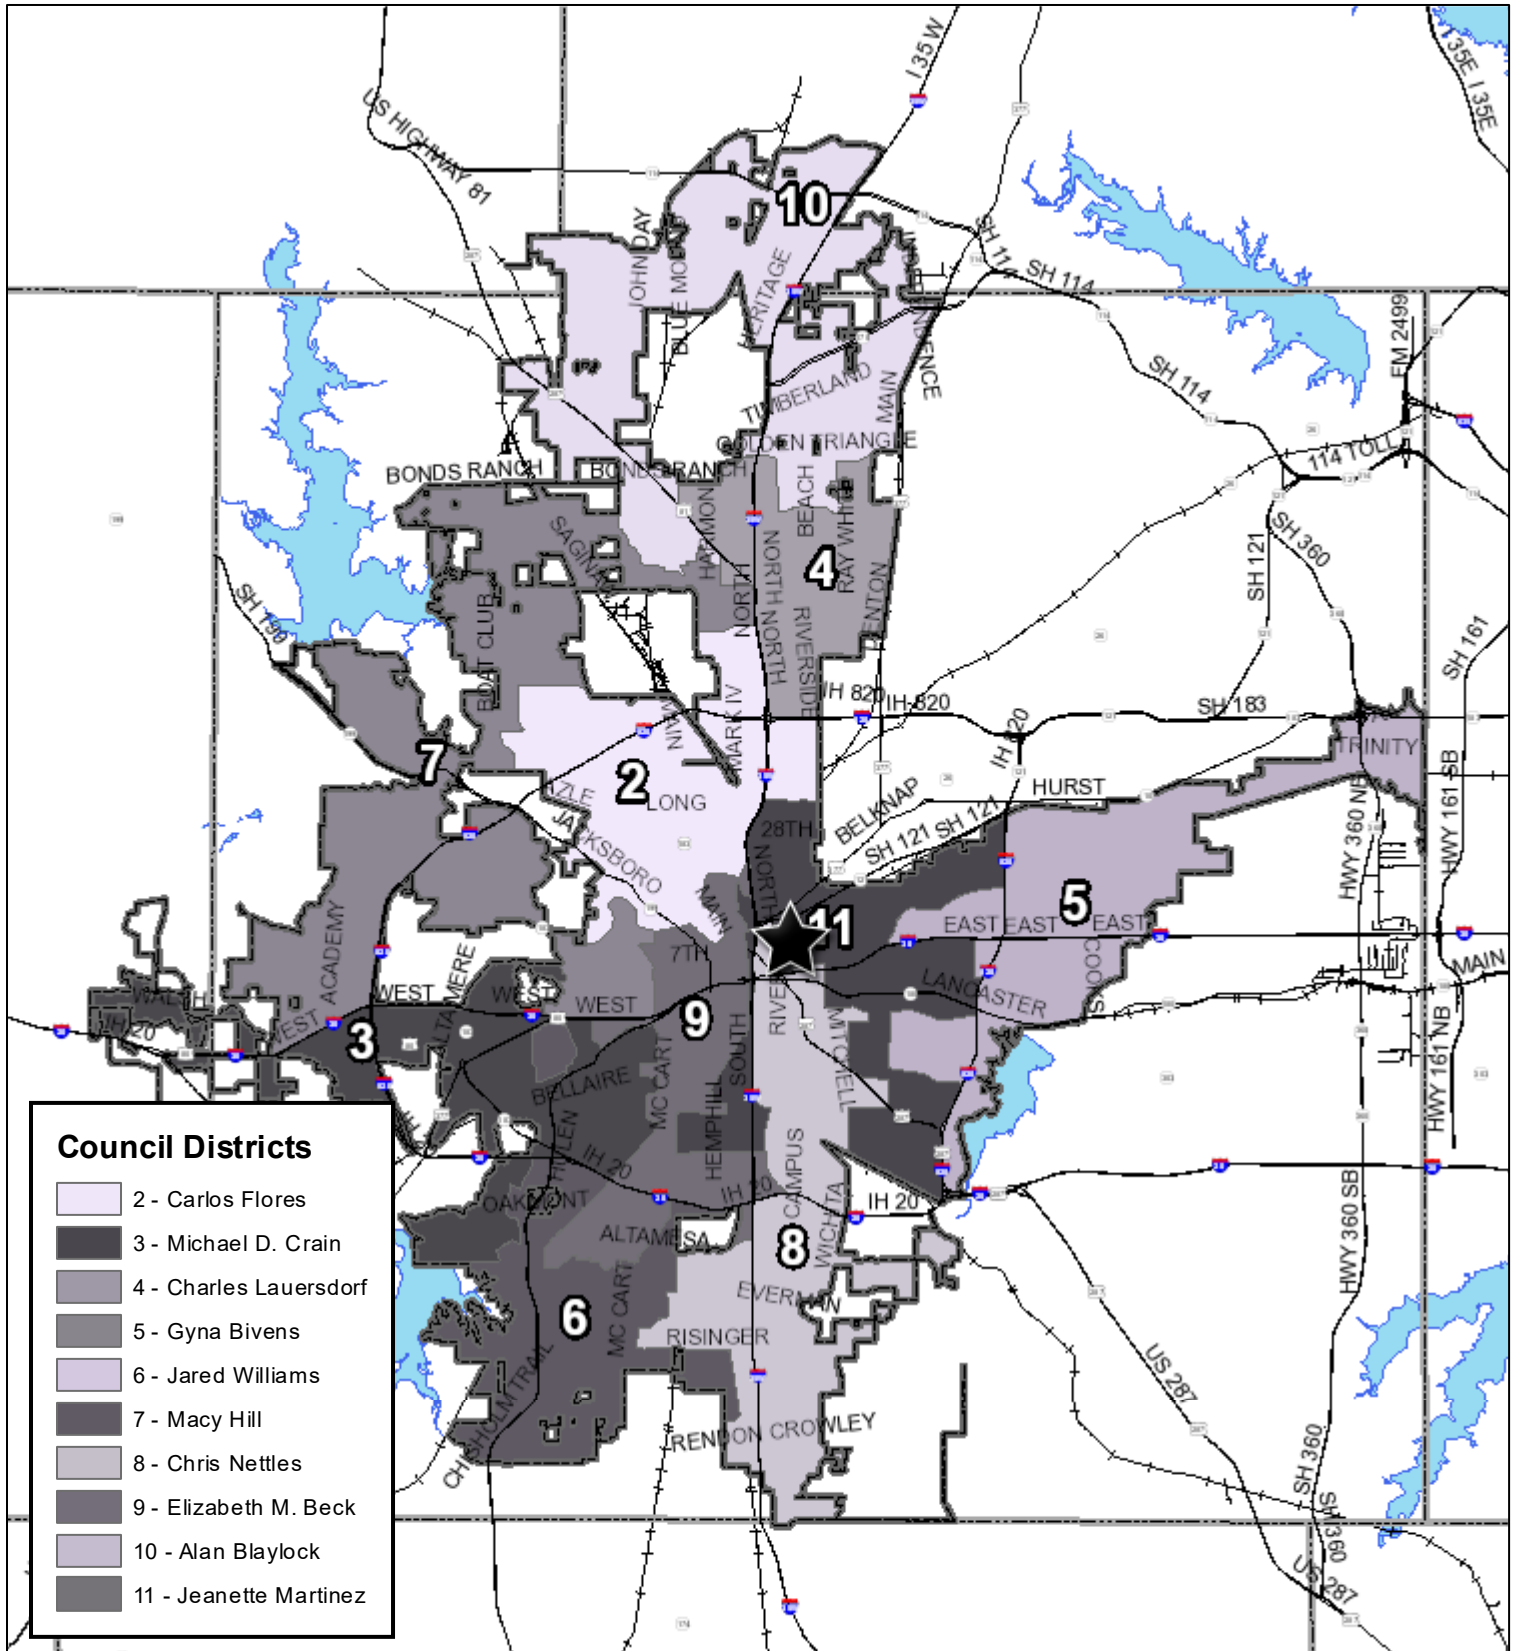 I 35W
I 35E
I 35E
US HIGHWAY 81
10
JOHN DAY
BLUE MOUND
HERITAGE
SH 114
SH 114
SH 114
FM 2499
TIMBERLAND
MAIN
GOLDEN TRIANGLE
114 TOLL
BONDS RANCH
BONDS RANCH
HARMON
BEACH
RAY WHITE
SAGINAW
4
SH 360
SH 121
SH 199
BOAT CLUB
NORTH
NORTH
NORTH
RIVERSIDE
DENTON
SH 161
IH 820
IH 820
SH 183
MAIN
MARK IV
IH 820
TRINITY
7
2
AZLE
LONG
HURST
JACKSBORO
28TH
BELKNAP
SH 121
SH 121
HWY 360 NB
HWY 161 SB
NORTH
MAIN
11
5
EAST
EAST
EAST
ACADEMY
7TH
COOKS
LANCASTER
MAIN
WALSH
WEST
WEST
WEST
WEST
ALTAMERE
IH 20
9
3
SOUTH
MITCHELL
HWY 161 NB
BELLAIRE
MC CART
HEMPHILL
HULEN
IH 20
IH 20
IH 20
OAKMONT
CAMPUS
WICHITA
ALTAMESA
8
HWY 360 SB
EVERMAN
6
MC CART
RISINGER
US 287
CHISHOLM TRAIL
RENDON CROWLEY
SH 360
SH 360
US 287
Council Districts
2 - Carlos Flores
3 - Michael D. Crain
4 - Charles Lauersdorf
5 - Gyna Bivens
6 - Jared Williams
7 - Macy Hill
8 - Chris Nettles
9 - Elizabeth M. Beck
10 - Alan Blaylock
11 - Jeanette Martinez